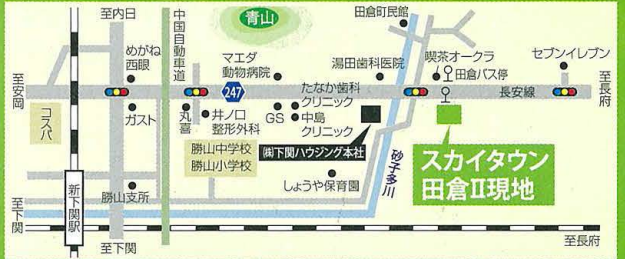 至内日
中国自動車道
青山
田倉町民館
めがね
西眼
マエダ
動物病院
湯田歯科医院
喫茶オークラ
田倉バス停
セブンイレブン
至安岡
247
長安線
至長府
コスパ
ガスト
丸喜
井ノ口
整形外科
GS
たなか歯科
クリニック
中島
クリニック
㈱下関ハウジング本社
勝山中学校
勝山小学校
しょうや保育園
砂子多川
スカイタウン
田倉Ⅱ現地
新下関駅
勝山支所
至下関
至下関
至長府